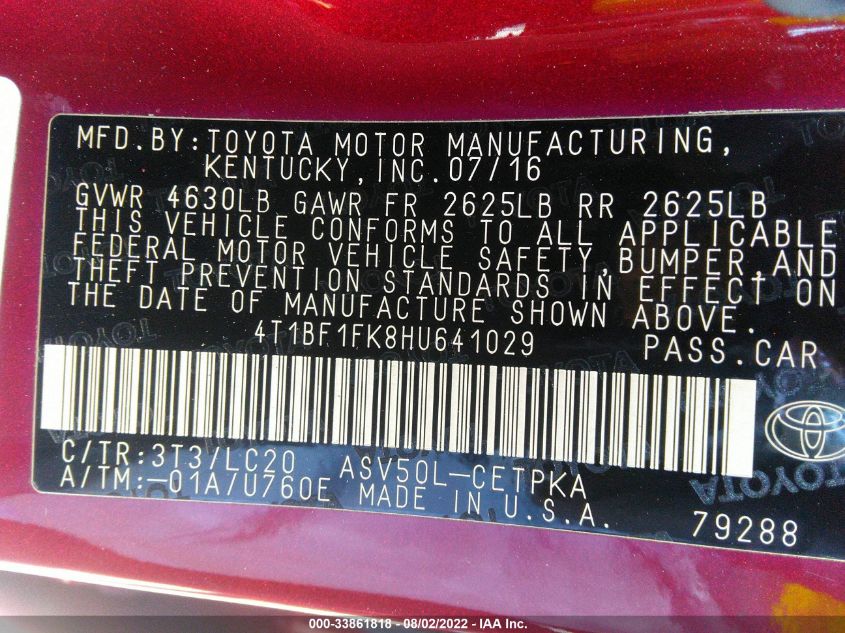 MFD.BY:TOYOTA MOTOR MANUFACTURING,
KENTUCKY,INC.07/16
GVWR 4630LB GAWR FR 2625LB RR 2625LB
THIS VEHICLE CONFORMS TO ALL APPLICABLE
FEDERAL MOTOR VEHICLE SAFETY,BUMPER,AND
THEFT PREVENTION STANDARDS IN EFFECT ON
THE DATE OF MANUFACTURE SHOWN ABOVE.
4T1BF1FK8HU641029 PASS.CAR
C/TR:3T3/LC20 ASV50L-CETPKA
A/TM:-01A/U760E MADE IN U.S.A.
79288
TOYOTA
000-33861818 - 08/02/2022 - IAA Inc.